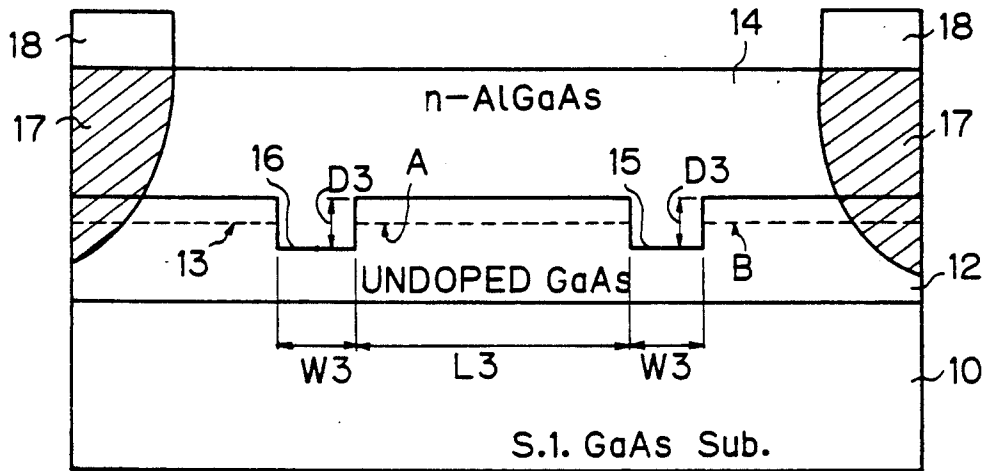 18
14
18
n-AlGaAs
17
17
16
D3
A
15
D3
13
B
12
UNDOPED GaAs
W3
L3
W3
10
S.1. GaAs Sub.